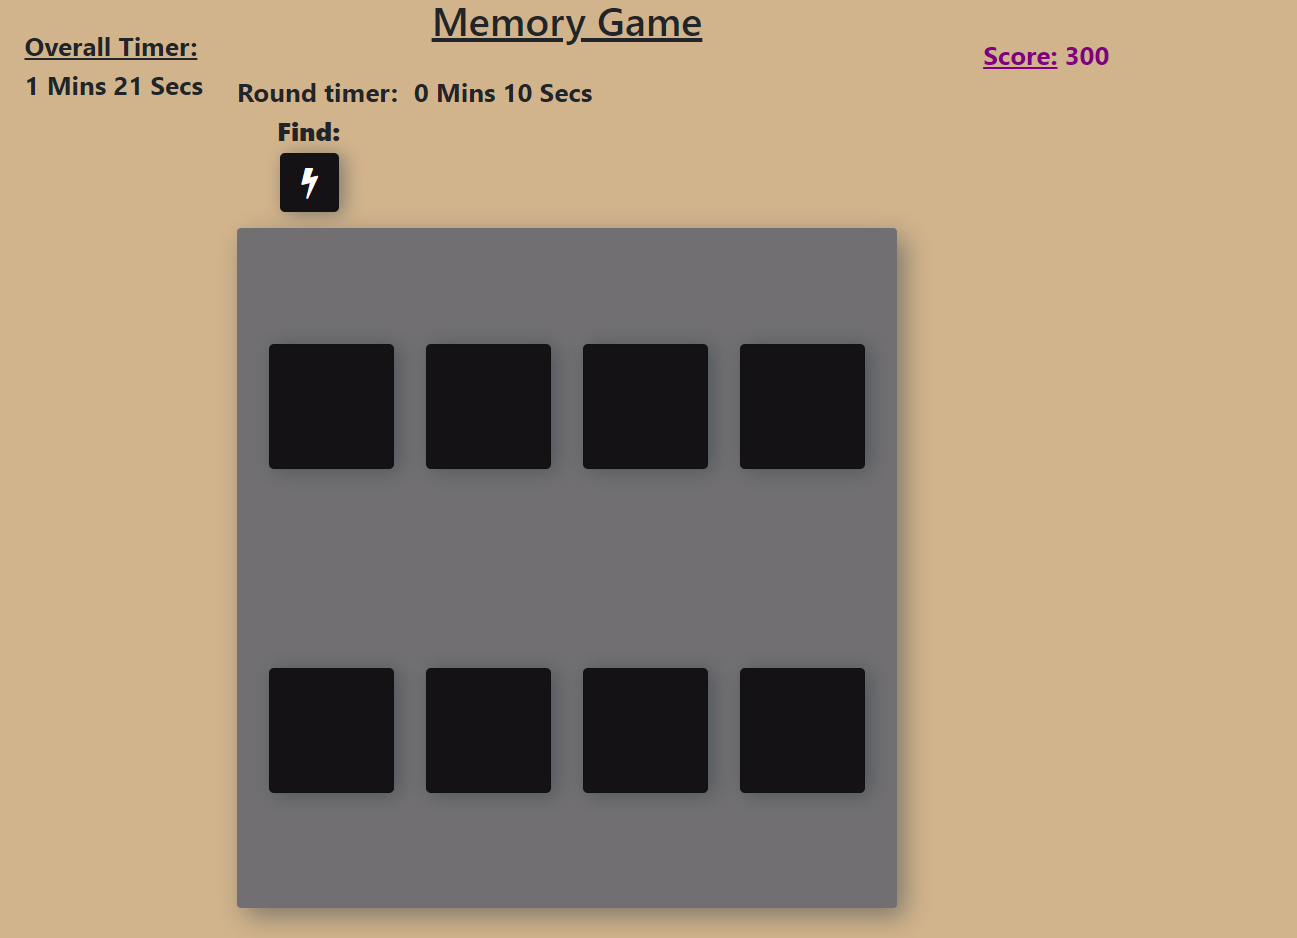 Memory Game
Overall Timer:
1 Mins 21 Secs
Score: 300
Round timer: 0 Mins 10 Secs
Find: